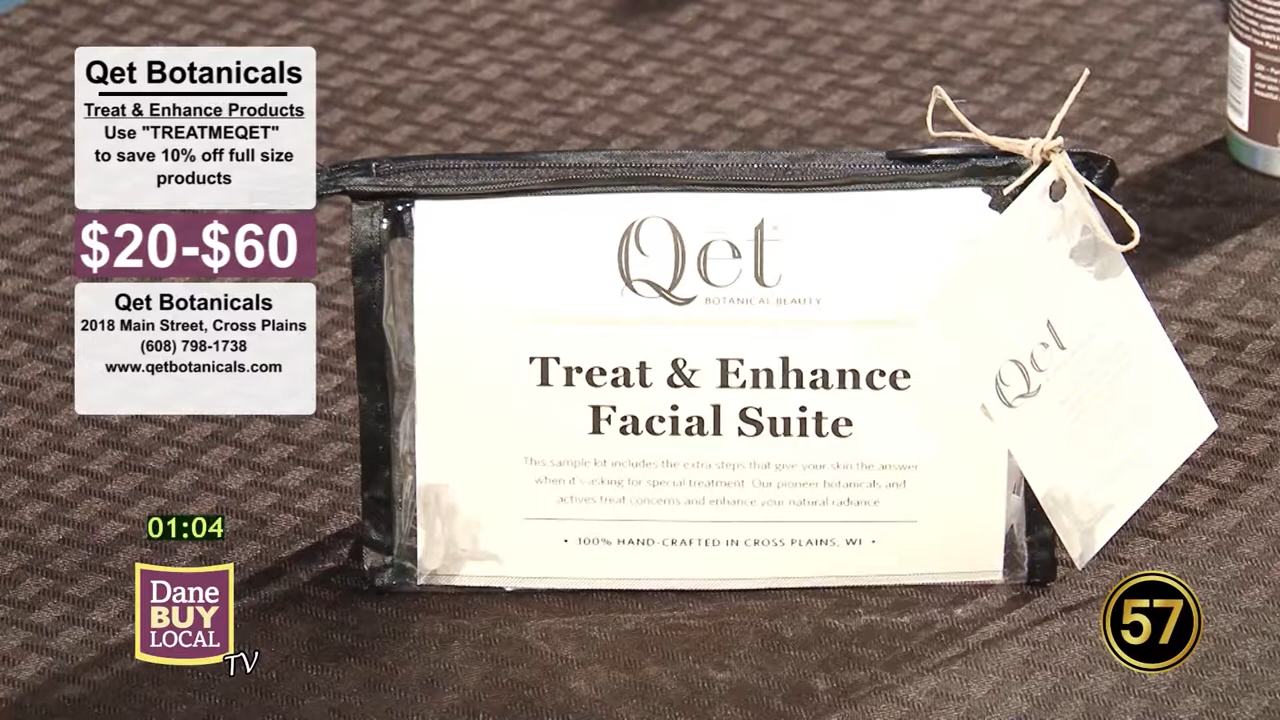 Qet Botanicals
Treat & Enhance Products
Use "TREATMEQET"
to save 10% off full size
products
$20-$60
Qet Botanicals
2018 Main Street, Cross Plains
(608) 798-1738
www.qetbotanicals.com
01:04
Dane
BUY
LOCAL
TV
Qet
BOTANICAL BEAUTY
Treat & Enhance
Facial Suite
This sample kit includes the extra steps that give your skin the answer
when it's asking for special treatment. Our pioneer botanicals and
actives treat concerns and enhance your natural radiance
• 100% HAND-CRAFTED IN CROSS PLAINS, WI •
Qet
57